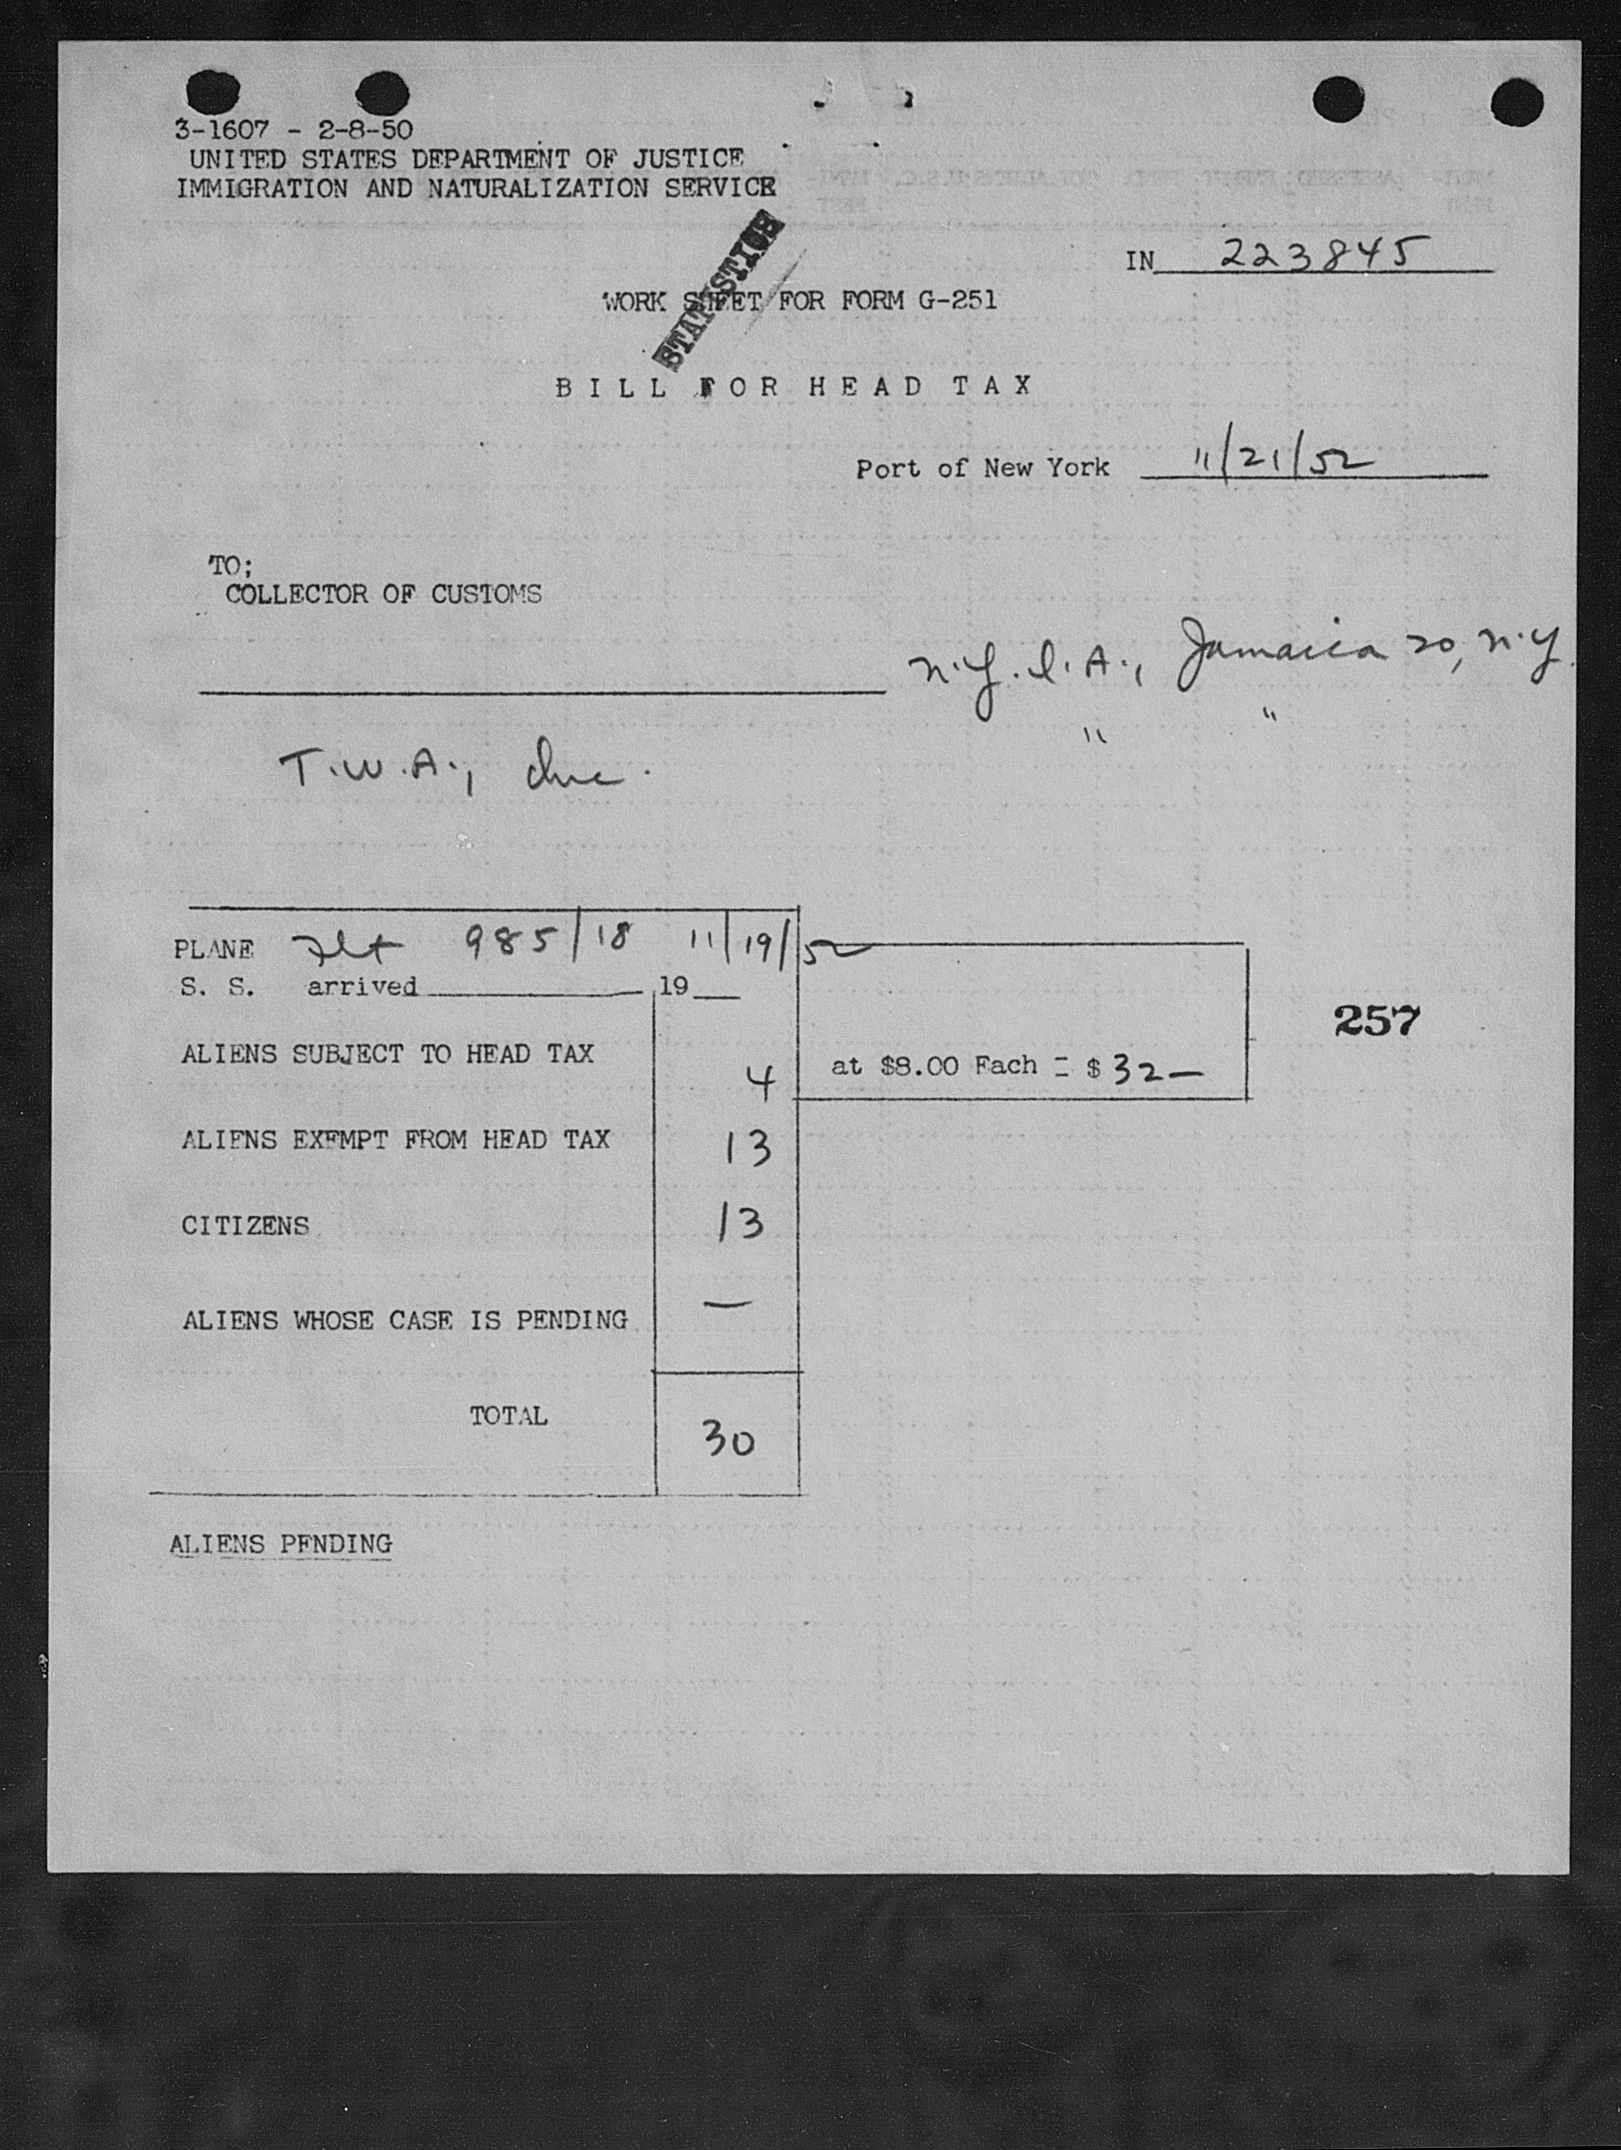 3-1607 - 2-8-50
UNITED STATES DEPARTMENT OF JUSTICE
IMMIGRATION AND NATURALIZATION SERVICE
STATISTICS
IN 223845
WORK SHEET FOR FORM G-251
BILL FOR HEAD TAX
Port of New York 11/21/52
TO;
COLLECTOR OF CUSTOMS
N.Y.I.A., Jamaica 20, N.Y.
" "
T.W.A., Inc.
PLANE Flt 985/18 11/19/52
S. S. arrived 19
257
ALIENS SUBJECT TO HEAD TAX 4 at $8.00 Each = $ 32—
ALIENS EXEMPT FROM HEAD TAX 13
CITIZENS 13
ALIENS WHOSE CASE IS PENDING —
TOTAL 30
ALIENS PENDING